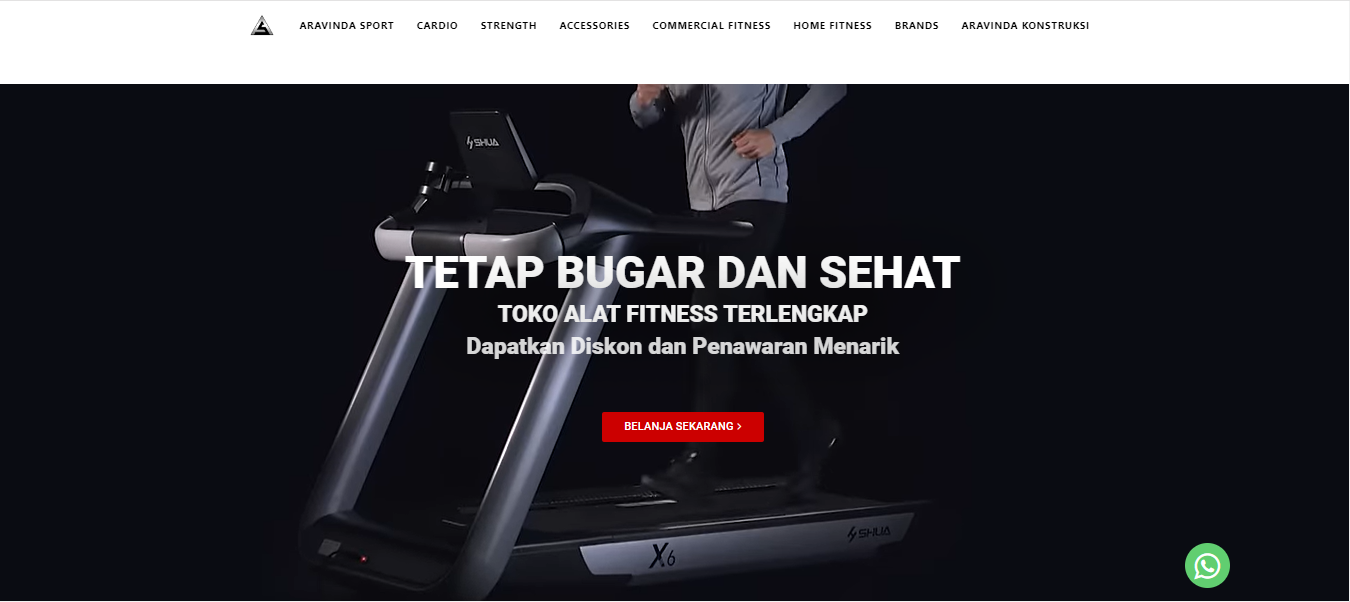 ARAVINDA SPORT CARDIO STRENGTH ACCESSORIES COMMERCIAL FITNESS HOME FITNESS BRANDS ARAVINDA KONSTRUKSI
SHUA
TETAP BUGAR DAN SEHAT
TOKO ALAT FITNESS TERLENGKAP
Dapatkan Diskon dan Penawaran Menarik
BELANJA SEKARANG >
SHUA
X6